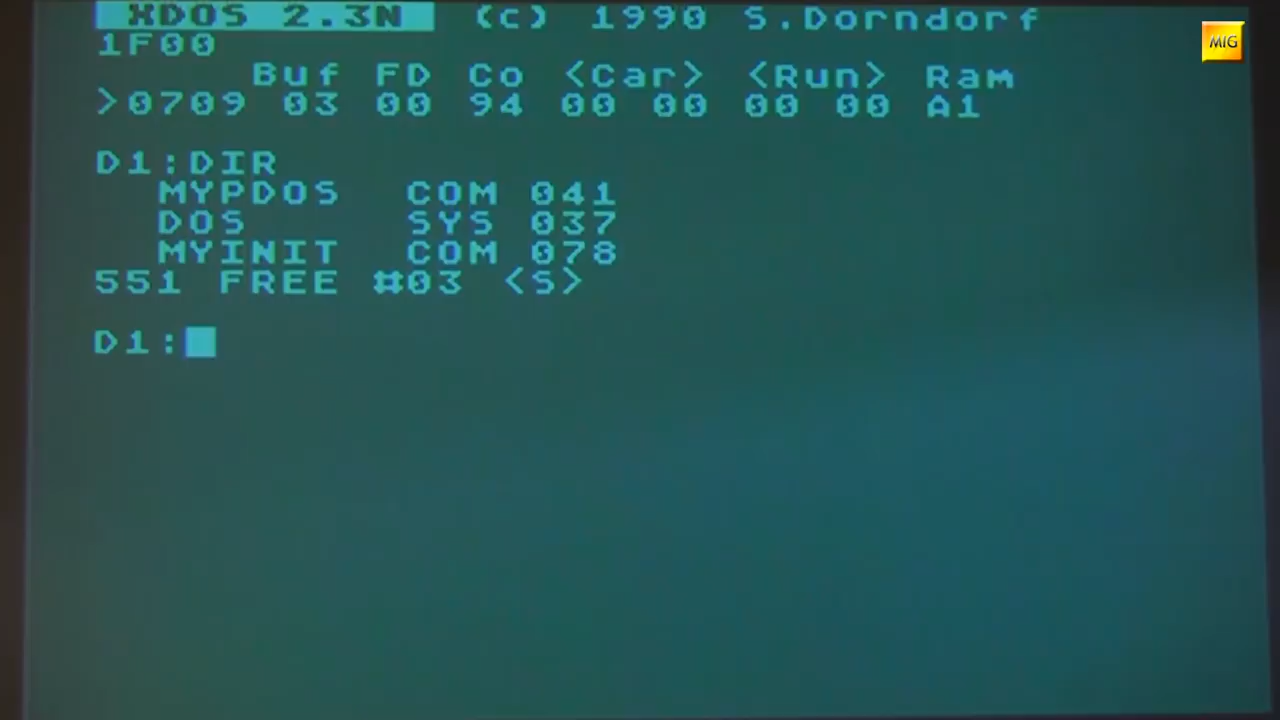 XDOS 2.3N (c) 1990 S.Dorndorf
MIG
1F00
Buf FD Co <Car> <Run> Ram
>0709 03 00 94 00 00 00 00 A1
D1:DIR
MYPDOS COM 041
DOS SYS 037
MYINIT COM 078
551 FREE #03 <S>
D1: